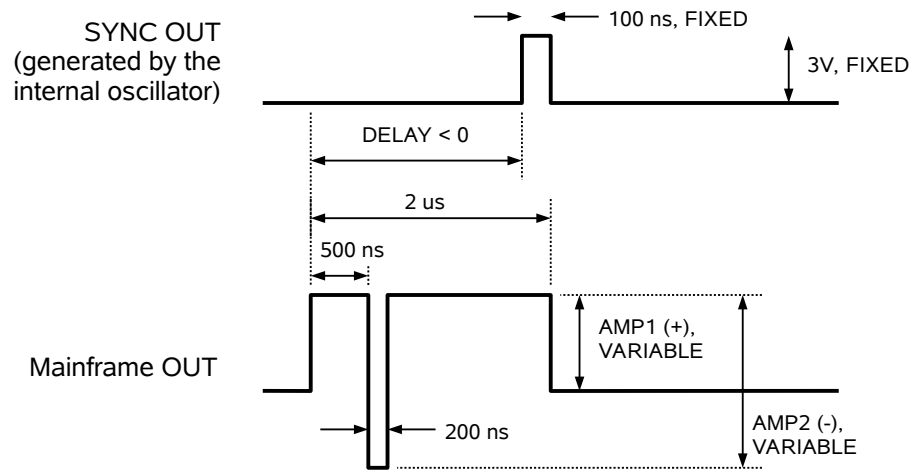 SYNC OUT
(generated by the
internal oscillator)
100 ns, FIXED
3V, FIXED
DELAY < 0
2 us
500 ns
Mainframe OUT
AMP1 (+),
VARIABLE
200 ns
AMP2 (-),
VARIABLE